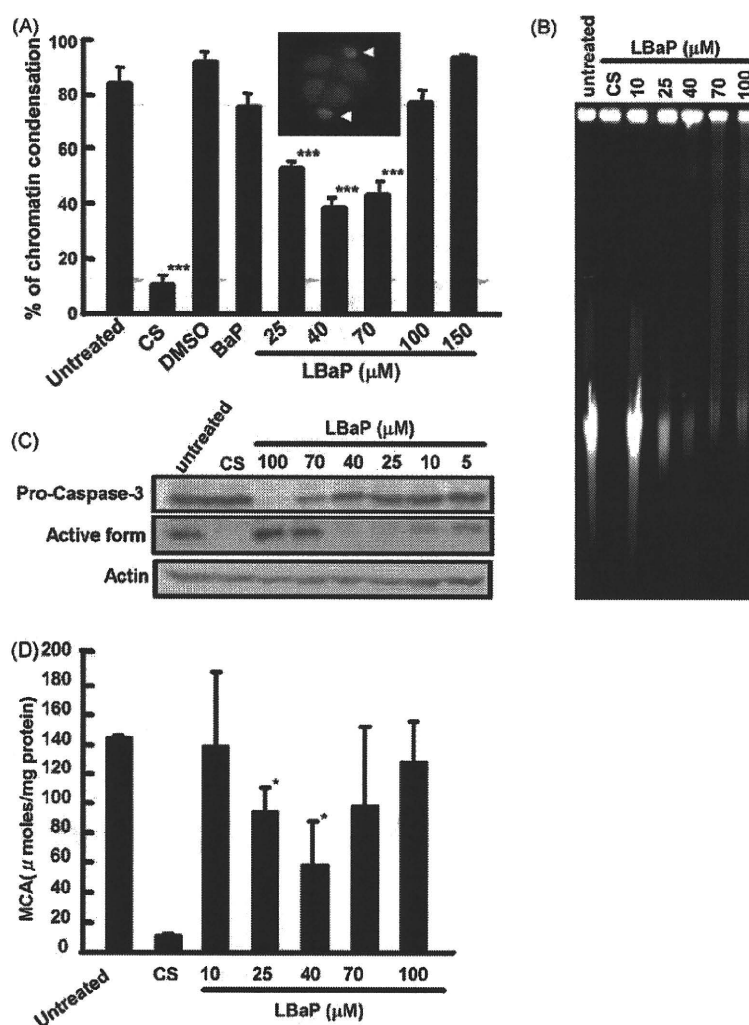 (A)
% of chromatin condensation
100
80
60
40
20
0
***
***
***
***
Untreated
CS
DMSO
BaP
25
40
70
100
150
LBaP (μM)
(B)
untreated
CS
LBaP (μM)
10
25
40
70
100
(C)
untreated
CS
LBaP (μM)
100
70
40
25
10
5
Pro-Caspase-3
Active form
Actin
(D)
MCA( μ moles/mg protein)
200
180
160
140
120
100
80
60
40
20
0
*
*
Untreated
CS
10
25
40
70
100
LBaP (μM)